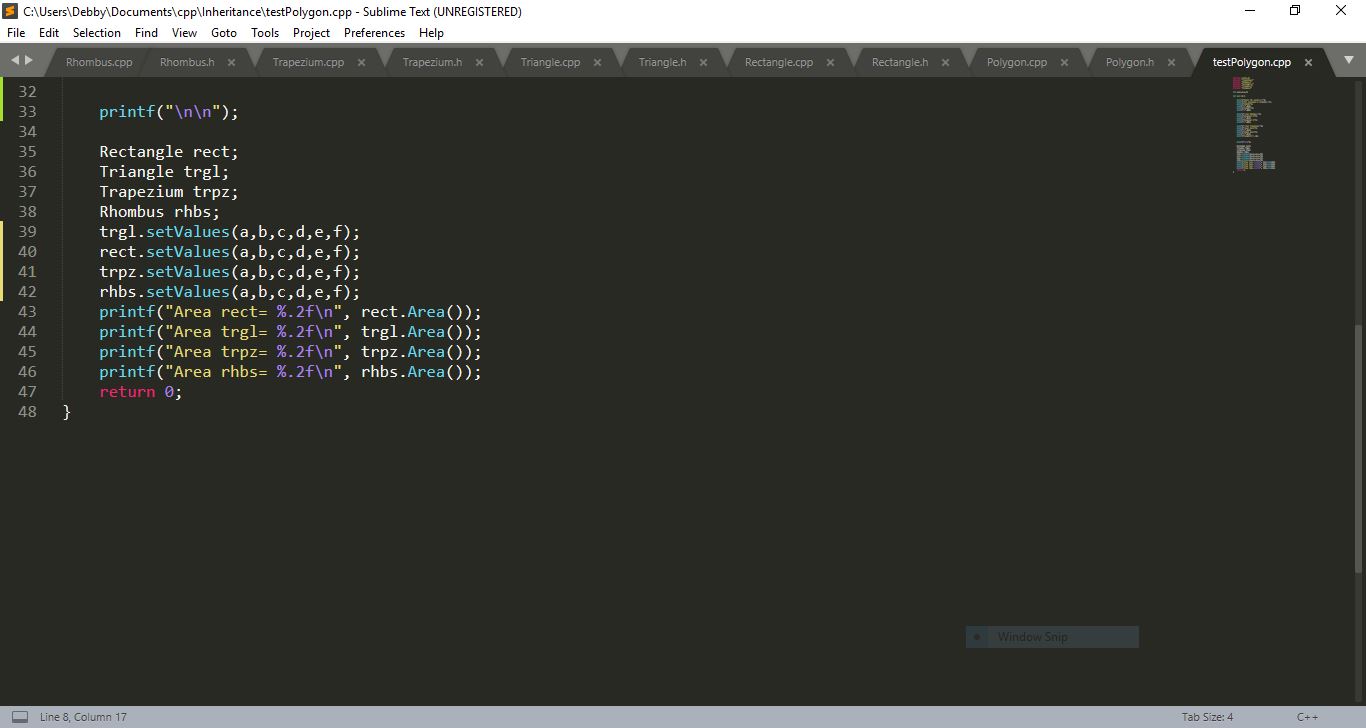 C:\Users\Debby\Documents\cpp\Inheritance\testPolygon.cpp - Sublime Text (UNREGISTERED)
File Edit Selection Find View Goto Tools Project Preferences Help
Rhombus.cpp Rhombus.h Trapezium.cpp Trapezium.h Triangle.cpp Triangle.h Rectangle.cpp Rectangle.h Polygon.cpp Polygon.h testPolygon.cpp
32
33 printf("\n\n");
34
35 Rectangle rect;
36 Triangle trgl;
37 Trapezium trpz;
38 Rhombus rhbs;
39 trgl.setValues(a,b,c,d,e,f);
40 rect.setValues(a,b,c,d,e,f);
41 trpz.setValues(a,b,c,d,e,f);
42 rhbs.setValues(a,b,c,d,e,f);
43 printf("Area rect= %.2f\n", rect.Area());
44 printf("Area trgl= %.2f\n", trgl.Area());
45 printf("Area trpz= %.2f\n", trpz.Area());
46 printf("Area rhbs= %.2f\n", rhbs.Area());
47 return 0;
48 }
Window Snip
Line 8, Column 17 Tab Size: 4 C++